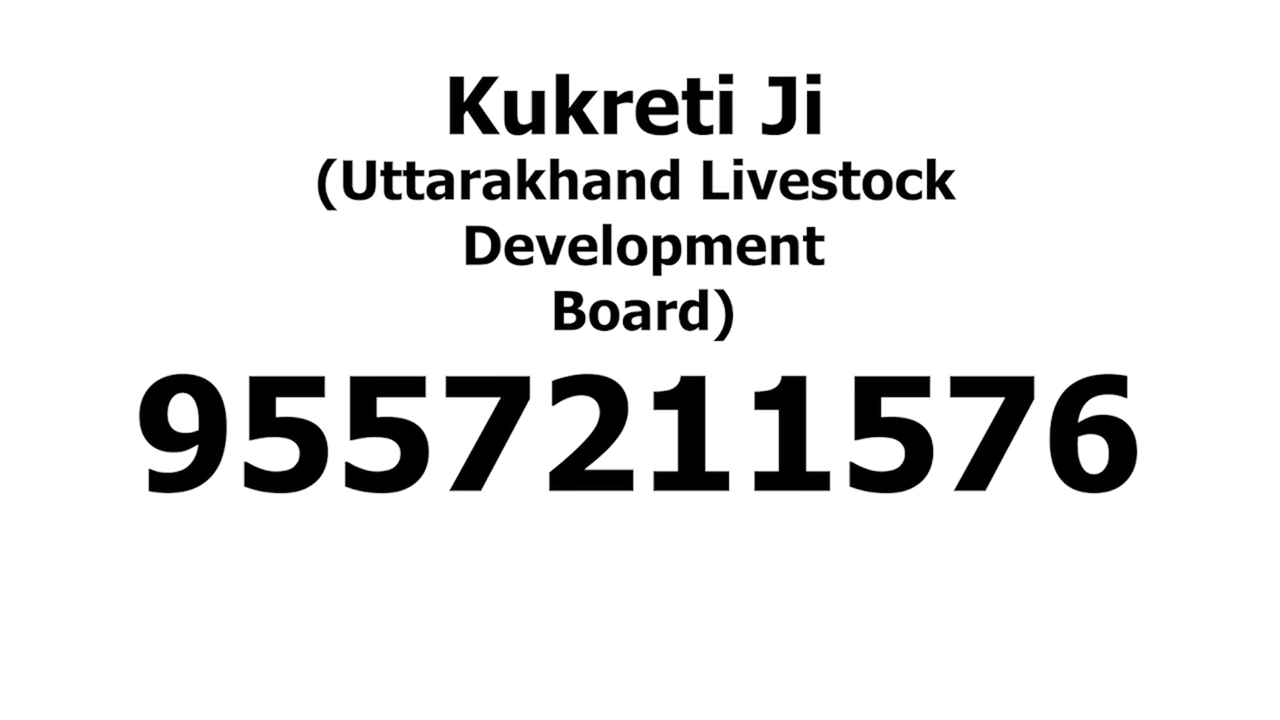 Kukreti Ji
(Uttarakhand Livestock
Development
Board)
9557211576